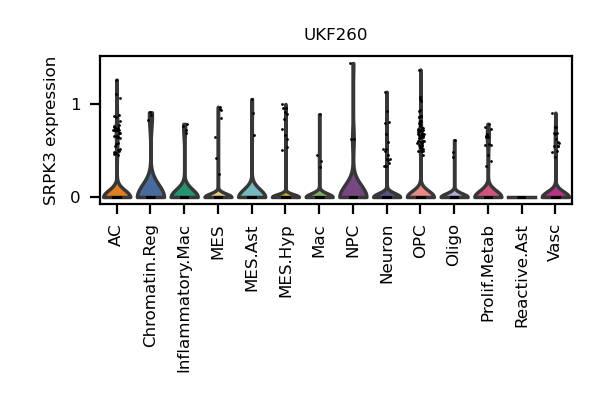 UKF260
SRPK3 expression
1
0
AC
Chromatin.Reg
Inflammatory.Mac
MES
MES.Ast
MES.Hyp
Mac
NPC
Neuron
OPC
Oligo
Prolif.Metab
Reactive.Ast
Vasc